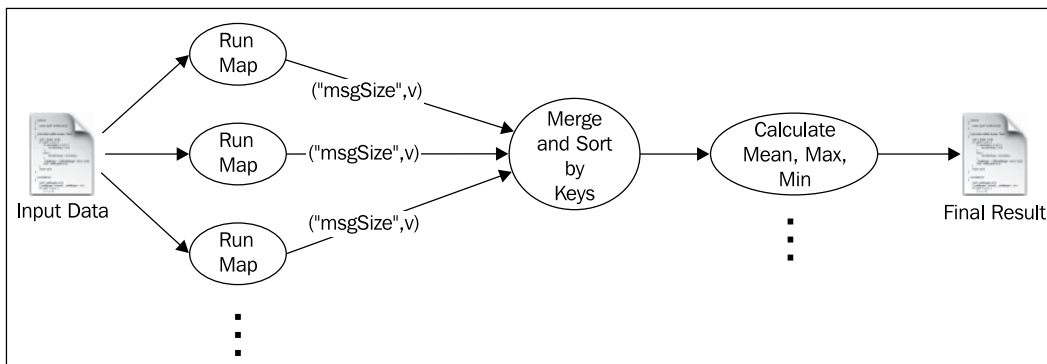 Run
Map
("msgSize",v)
Input Data
Run
Map
("msgSize",v)
Merge
and Sort
by
Keys
Calculate
Mean, Max,
Min
Final Result
Run
Map
("msgSize",v)